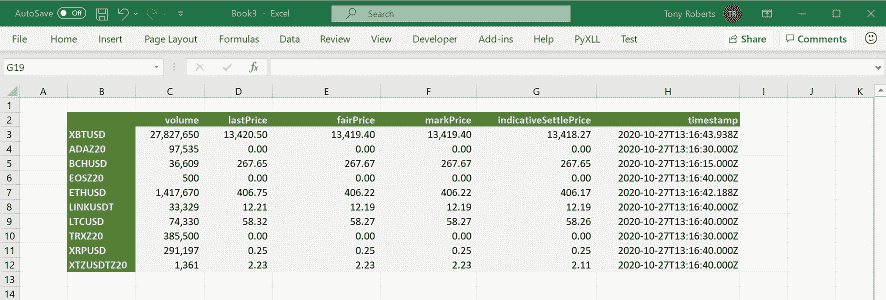 AutoSave Off Book3 - Excel Search Tony Roberts TR
File Home Insert Page Layout Formulas Data Review View Developer Add-ins Help PyXLL Test Share Comments
G19 fx
A B C D E F G H I J K
1
2 volume lastPrice fairPrice markPrice indicativeSettlePrice timestamp
3 XBTUSD 27,827,650 13,420.50 13,419.40 13,419.40 13,418.27 2020-10-27T13:16:43.938Z
4 ADAZ20 97,535 0.00 0.00 0.00 0.00 2020-10-27T13:16:30.000Z
5 BCHUSD 36,609 267.65 267.67 267.67 267.65 2020-10-27T13:16:15.000Z
6 EOSZ20 500 0.00 0.00 0.00 0.00 2020-10-27T13:16:40.000Z
7 ETHUSD 1,417,670 406.75 406.22 406.22 406.17 2020-10-27T13:16:42.188Z
8 LINKUSDT 33,329 12.21 12.19 12.19 12.19 2020-10-27T13:16:40.000Z
9 LTCUSD 74,330 58.32 58.27 58.27 58.26 2020-10-27T13:16:40.000Z
10 TRXZ20 385,500 0.00 0.00 0.00 0.00 2020-10-27T13:16:30.000Z
11 XRPUSD 291,197 0.25 0.25 0.25 0.25 2020-10-27T13:16:40.000Z
12 XTZUSDTZ20 1,361 2.23 2.23 2.23 2.11 2020-10-27T13:16:40.000Z
13
14